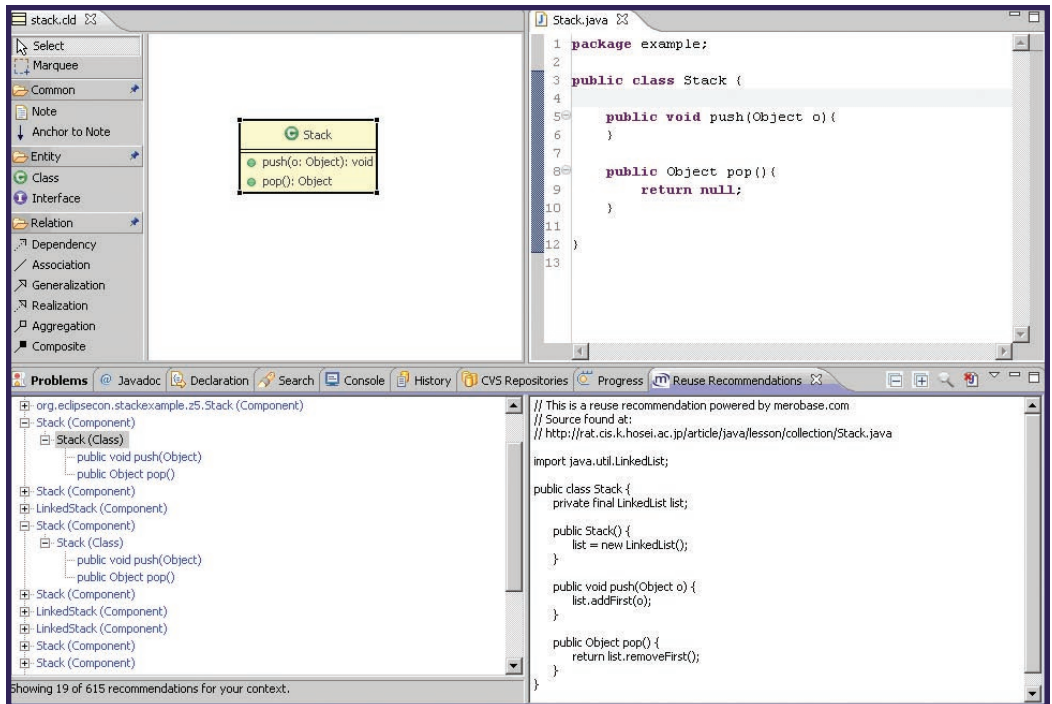 stack.cld
Select
Marquee
Common
Note
Anchor to Note
Entity
Class
Interface
Relation
Dependency
Association
Generalization
Realization
Aggregation
Composite
Stack
push(o: Object): void
pop(): Object
Stack.java
1 package example;
2
3 public class Stack {
4
5 public void push(Object o){
6 }
7
8 public Object pop(){
9 return null;
10 }
11
12 }
13
Problems @ Javadoc Declaration Search Console History CVS Repositories Progress Reuse Recommendations
org.eclipsecon.stackexample.z5.Stack (Component)
Stack (Component)
Stack (Class)
public void push(Object)
public Object pop()
Stack (Component)
LinkedStack (Component)
Stack (Component)
Stack (Class)
public void push(Object)
public Object pop()
Stack (Component)
LinkedStack (Component)
LinkedStack (Component)
Stack (Component)
Stack (Component)
Showing 19 of 615 recommendations for your context.
// This is a reuse recommendation powered by merobase.com
// Source found at:
// http://rat.cis.k.hosei.ac.jp/article/java/lesson/collection/Stack.java
import java.util.LinkedList;
public class Stack {
private final LinkedList list;
public Stack() {
list = new LinkedList();
}
public void push(Object o) {
list.addFirst(o);
}
public Object pop() {
return list.removeFirst();
}
}